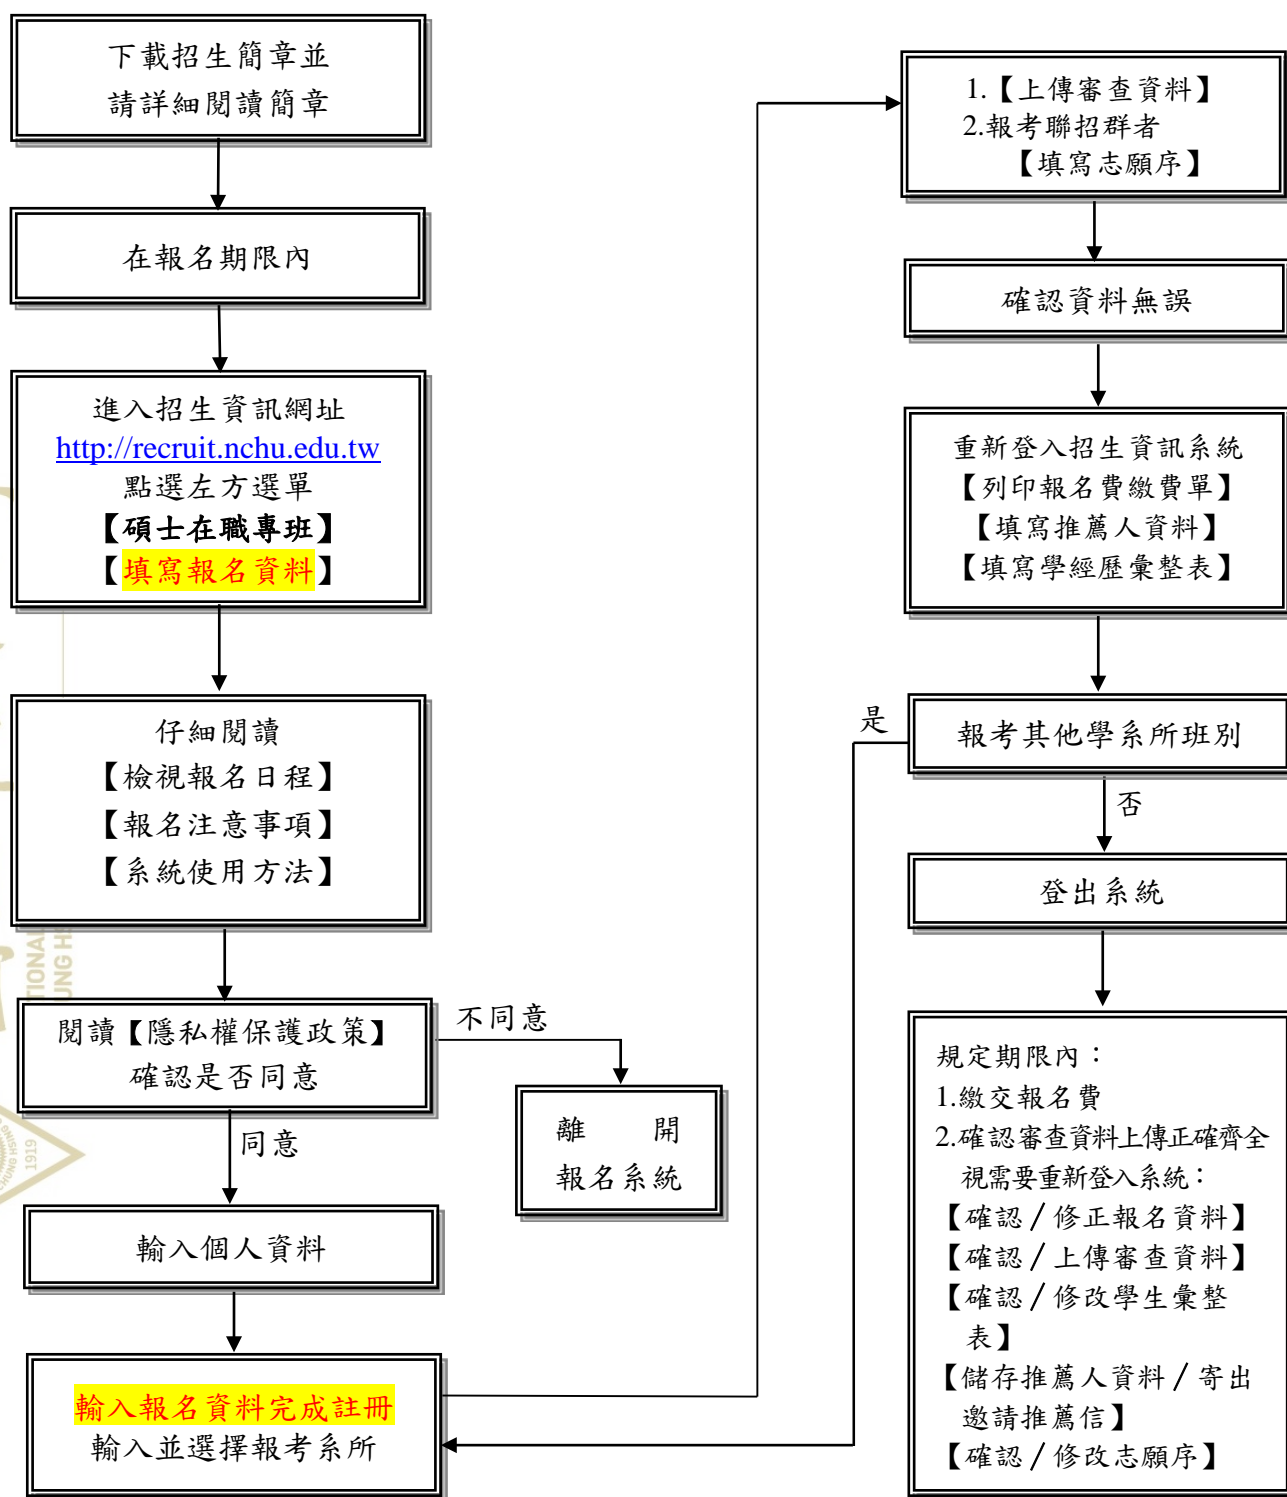 下載招生簡章並
請詳細閱讀簡章
在報名期限內
進入招生資訊網址
http://recruit.nchu.edu.tw
點選左方選單
【碩士在職專班】
【填寫報名資料】
仔細閱讀
【檢視報名日程】
【報名注意事項】
【系統使用方法】
閱讀【隱私權保護政策】
確認是否同意
不同意
離 開
報名系統
同意
輸入個人資料
輸入報名資料完成註冊
輸入並選擇報考系所
1.【上傳審查資料】
2.報考聯招群者
【填寫志願序】
確認資料無誤
重新登入招生資訊系統
【列印報名費繳費單】
【填寫推薦人資料】
【填寫學經歷彙整表】
是
報考其他學系所班別
否
登出系統
規定期限內：
1.繳交報名費
2.確認審查資料上傳正確齊全
視需要重新登入系統：
【確認/修正報名資料】
【確認/上傳審查資料】
【確認/修改學生彙整
表】
【儲存推薦人資料/寄出
邀請推薦信】
【確認/修改志願序】
TIONAL
UNG HS
CHUNG HSI
1919